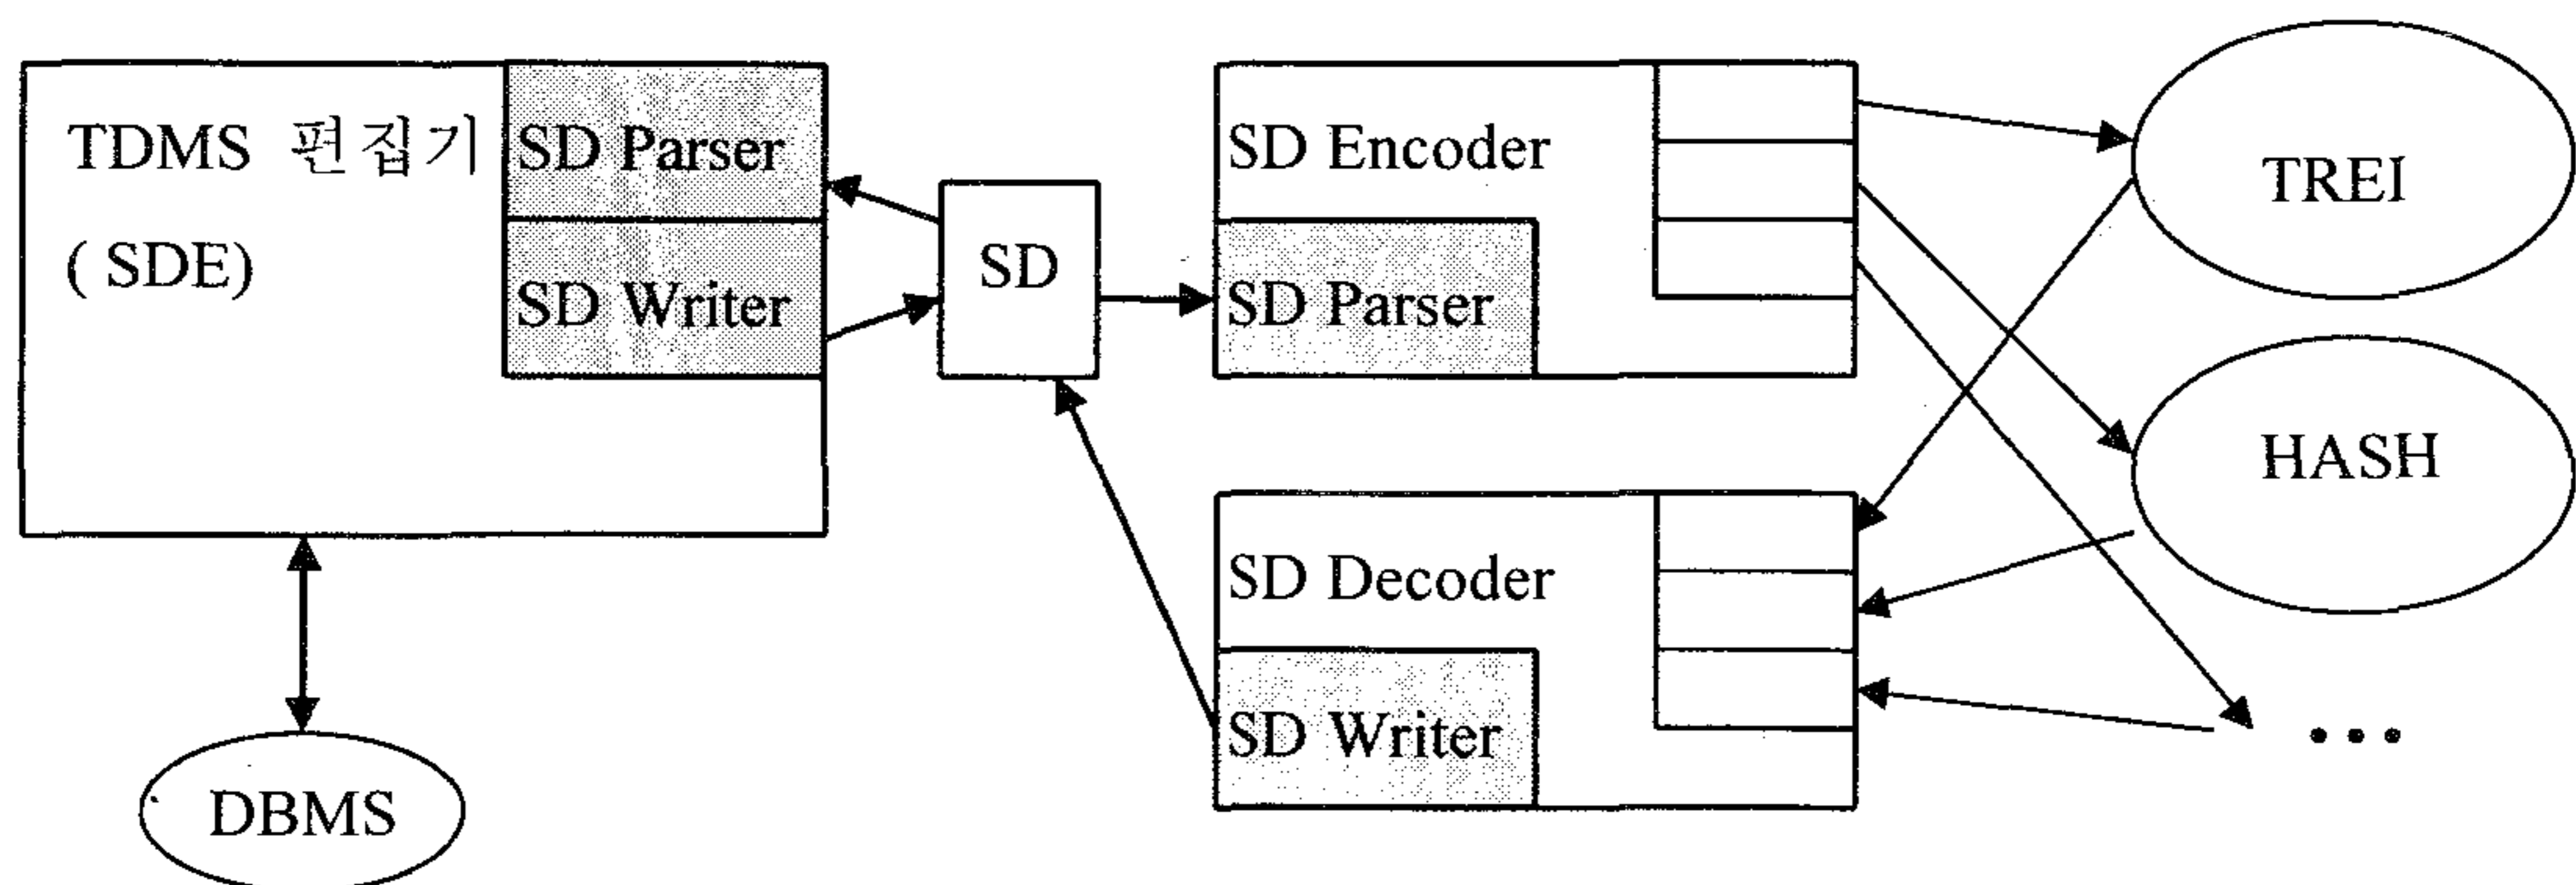 TDMS 편집기
( SDE)
SD Parser
SD Writer
SD
SD Encoder
SD Parser
SD Decoder
SD Writer
TREI
HASH
• • •
DBMS